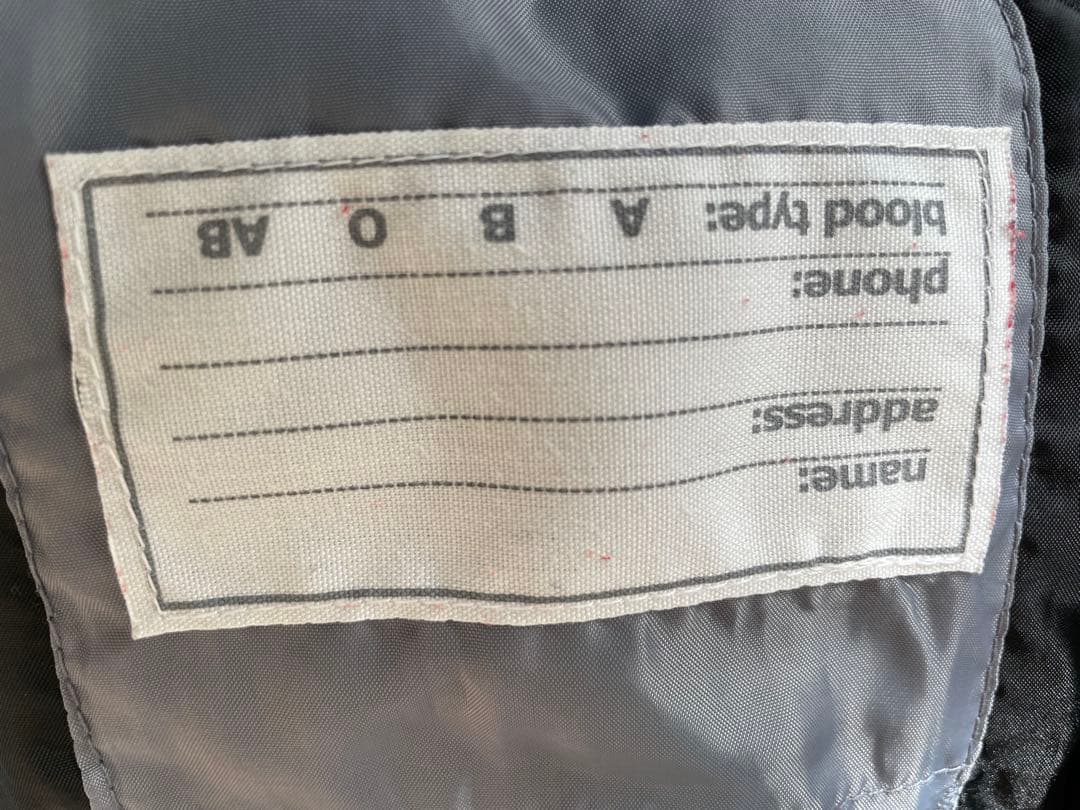 name:
address:
phone:
blood type: A B O AB